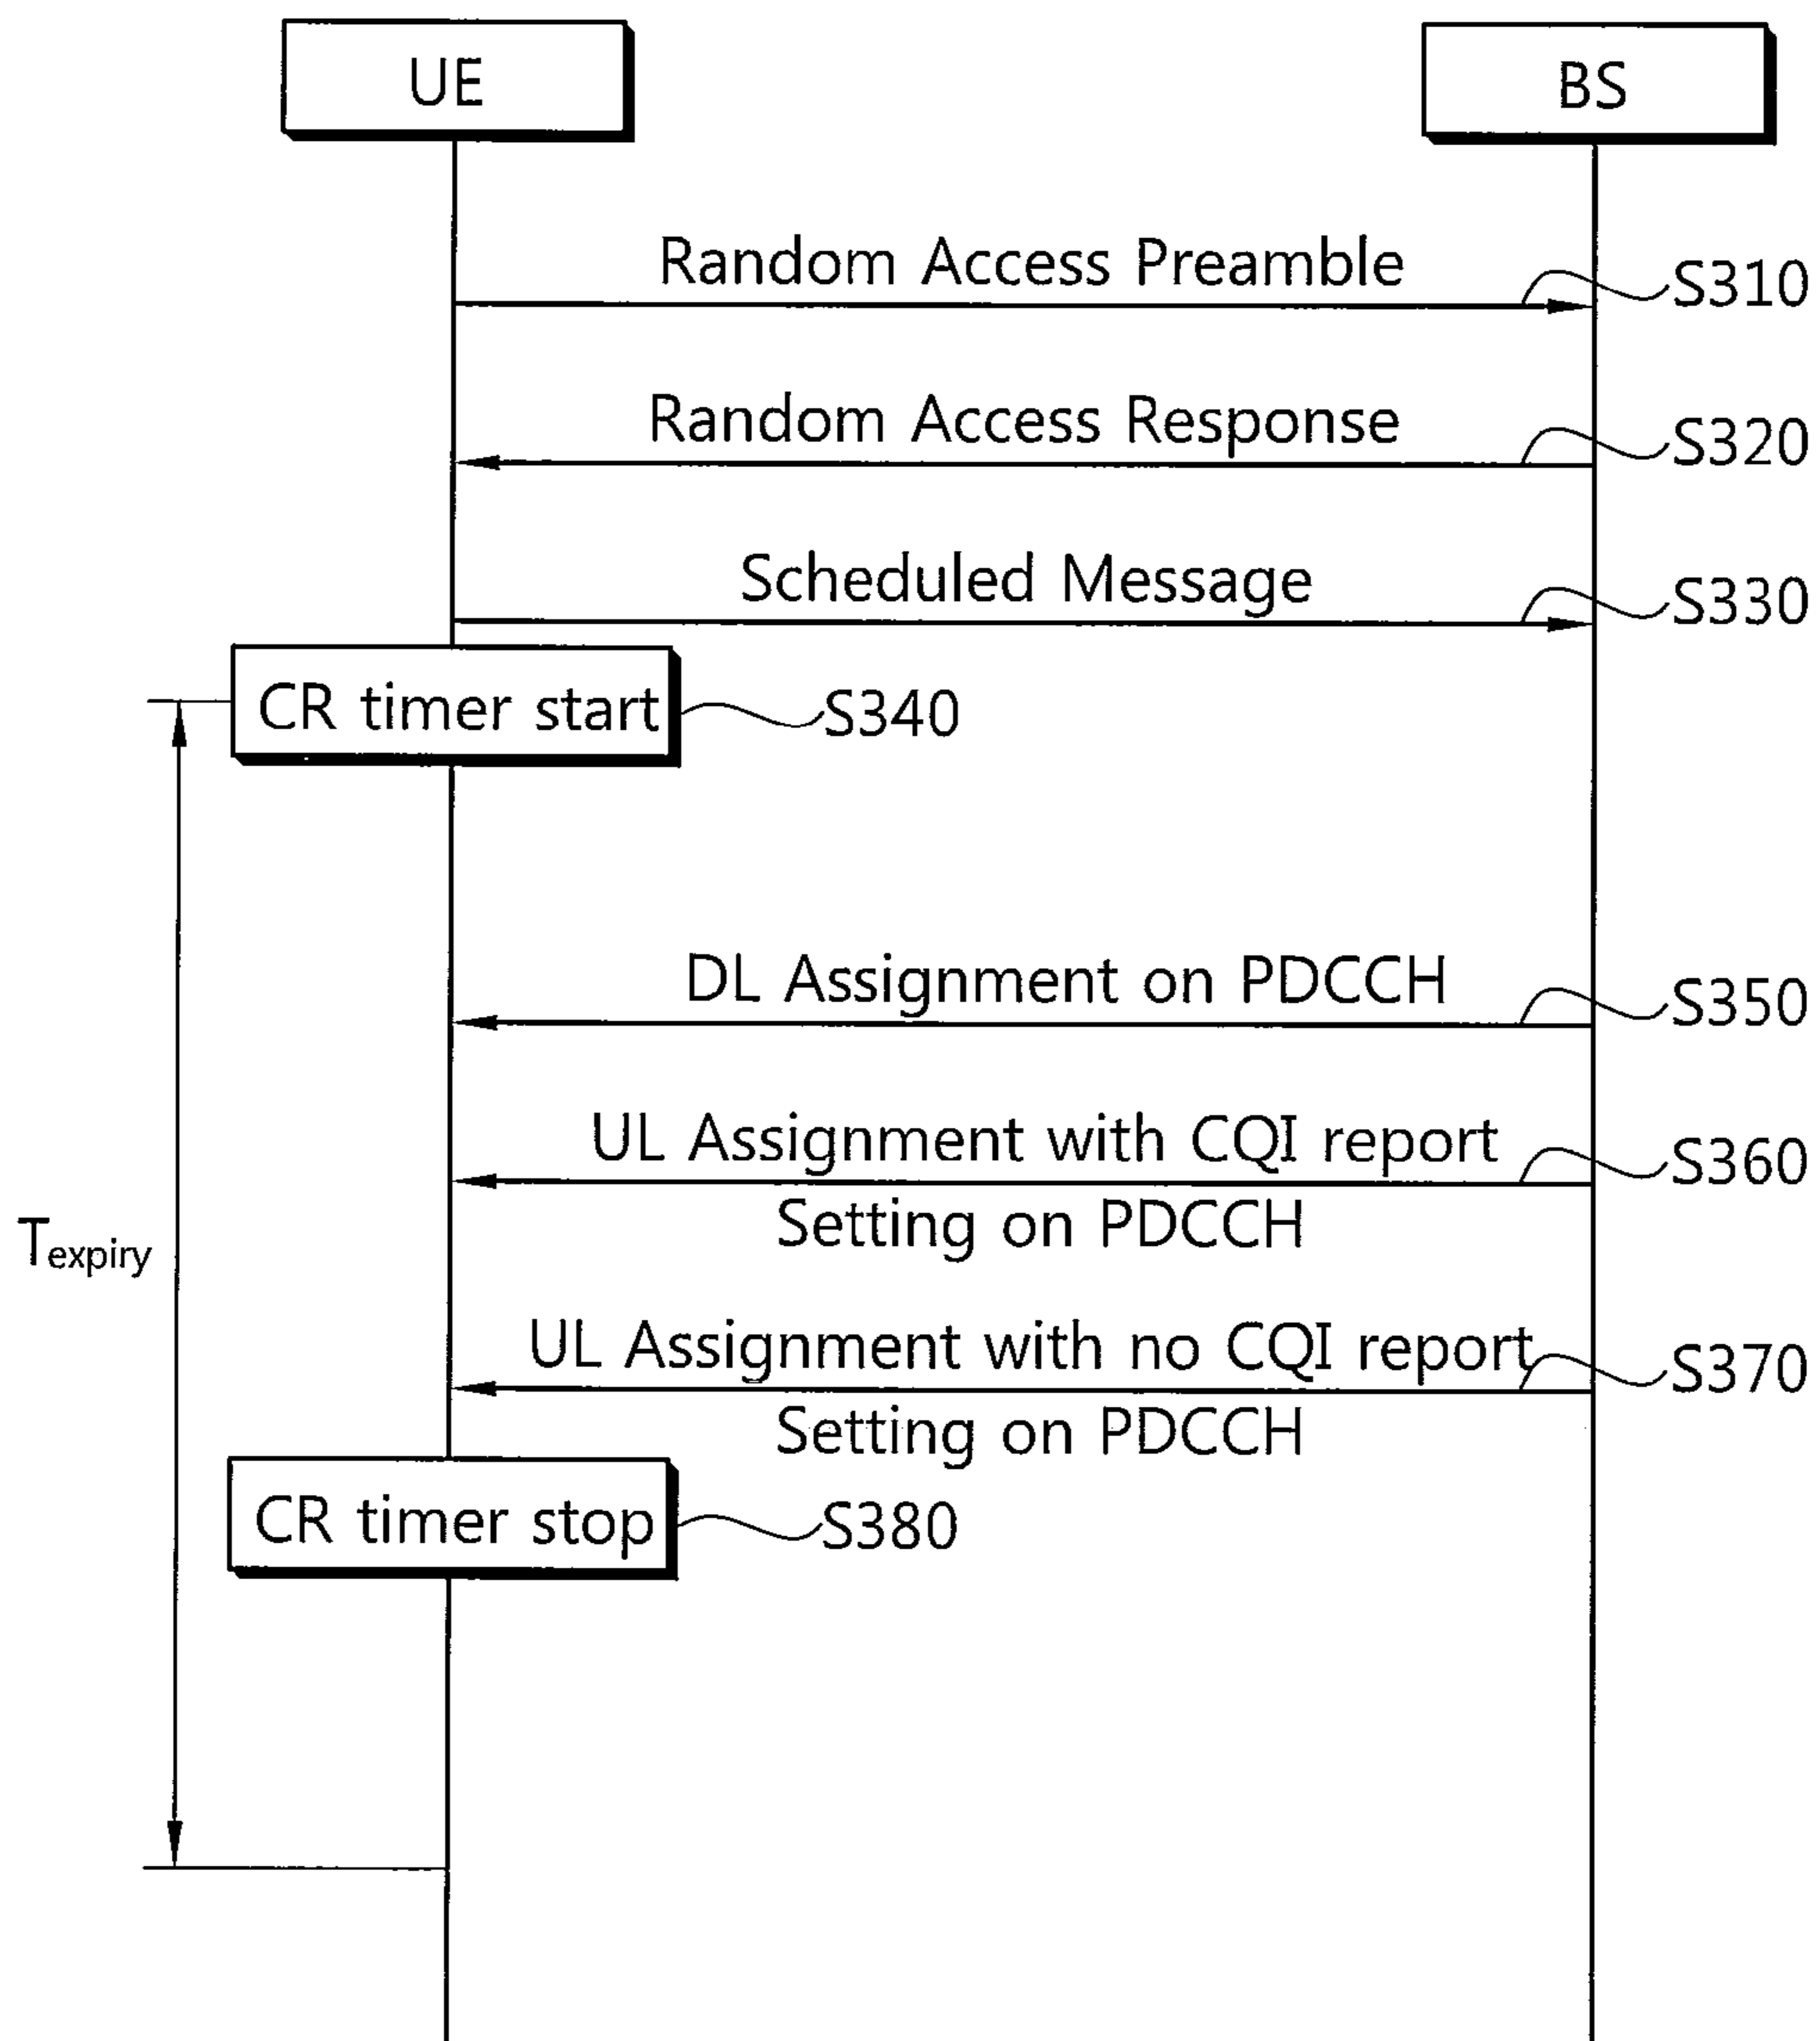 UE
BS
Random Access Preamble
S310
Random Access Response
S320
Scheduled Message
S330
CR timer start
S340
DL Assignment on PDCCH
S350
UL Assignment with CQI report
S360
Setting on PDCCH
Texpiry
UL Assignment with no CQI report
S370
Setting on PDCCH
CR timer stop
S380